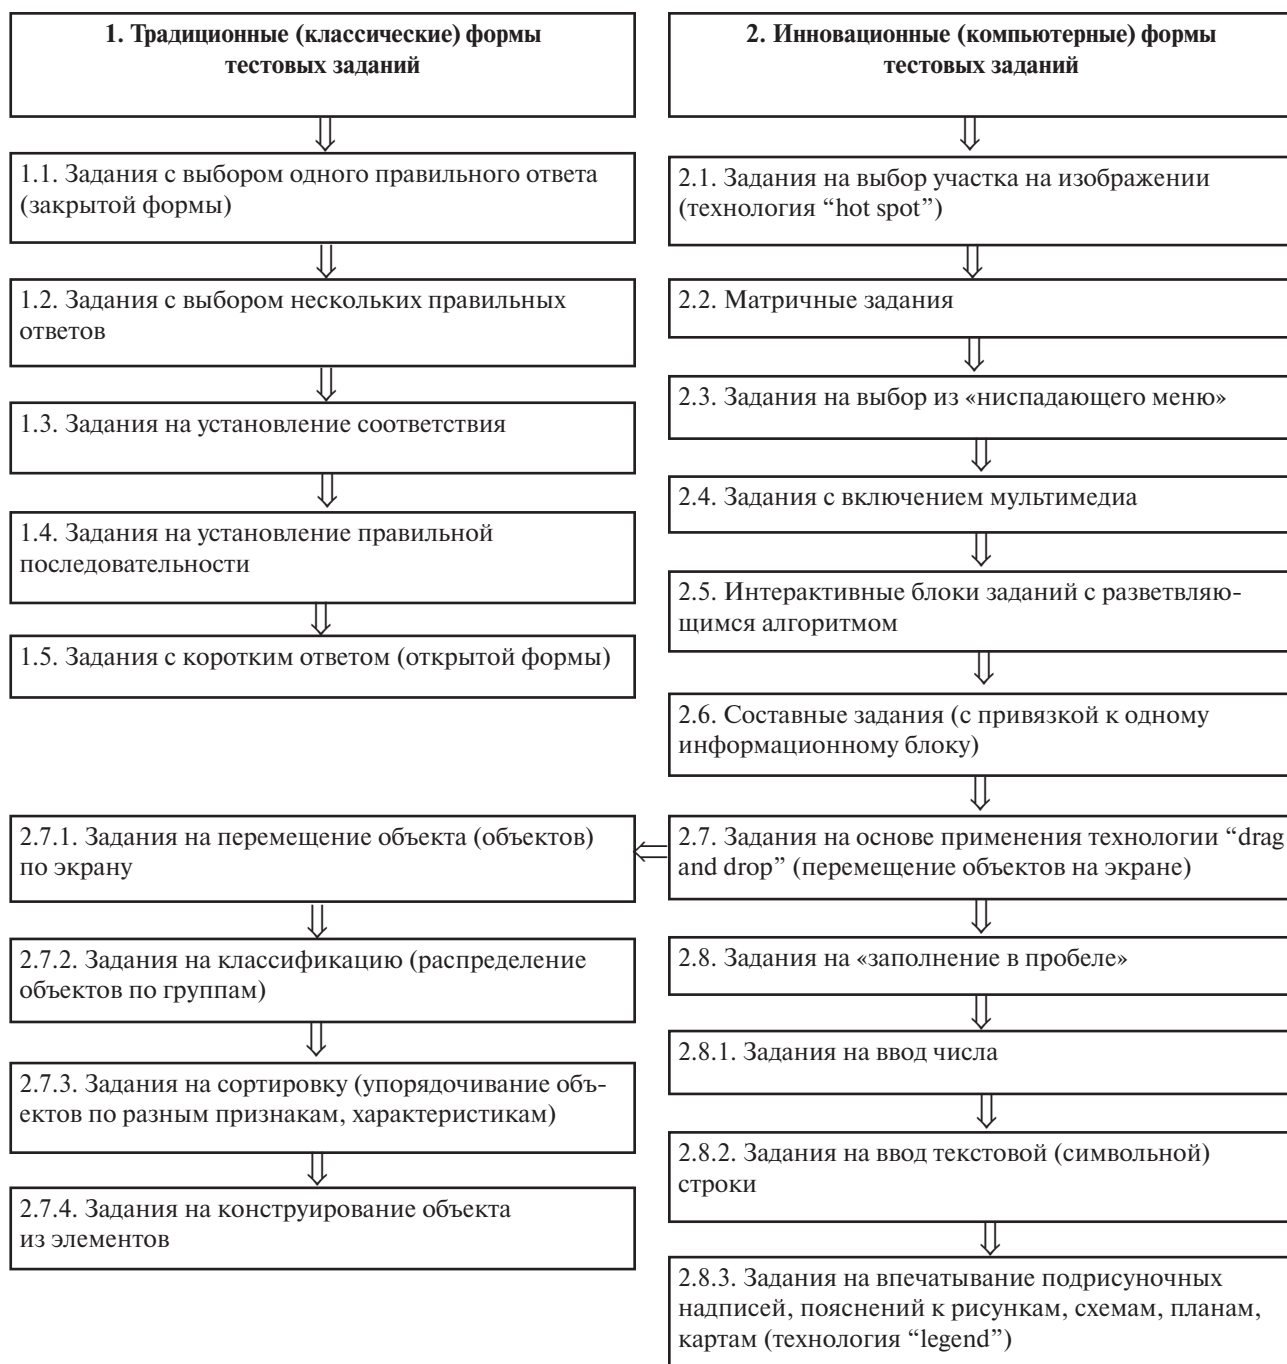 1. Традиционные (классические) формы
тестовых заданий
1.1. Задания с выбором одного правильного ответа
(закрытой формы)
1.2. Задания с выбором нескольких правильных
ответов
1.3. Задания на установление соответствия
1.4. Задания на установление правильной
последовательности
1.5. Задания с коротким ответом (открытой формы)
2. Инновационные (компьютерные) формы
тестовых заданий
2.1. Задания на выбор участка на изображении
(технология “hot spot”)
2.2. Матричные задания
2.3. Задания на выбор из «ниспадающего меню»
2.4. Задания с включением мультимедиа
2.5. Интерактивные блоки заданий с разветвляю-
щимся алгоритмом
2.6. Составные задания (с привязкой к одному
информационному блоку)
2.7. Задания на основе применения технологии “drag
and drop” (перемещение объектов на экране)
2.7.1. Задания на перемещение объекта (объектов)
по экрану
2.7.2. Задания на классификацию (распределение
объектов по группам)
2.7.3. Задания на сортировку (упорядочивание объ-
ектов по разным признакам, характеристикам)
2.7.4. Задания на конструирование объекта
из элементов
2.8. Задания на «заполнение в пробеле»
2.8.1. Задания на ввод числа
2.8.2. Задания на ввод текстовой (символьной)
строки
2.8.3. Задания на впечатывание подрисуночных
надписей, пояснений к рисункам, схемам, планам,
картам (технология “legend”)